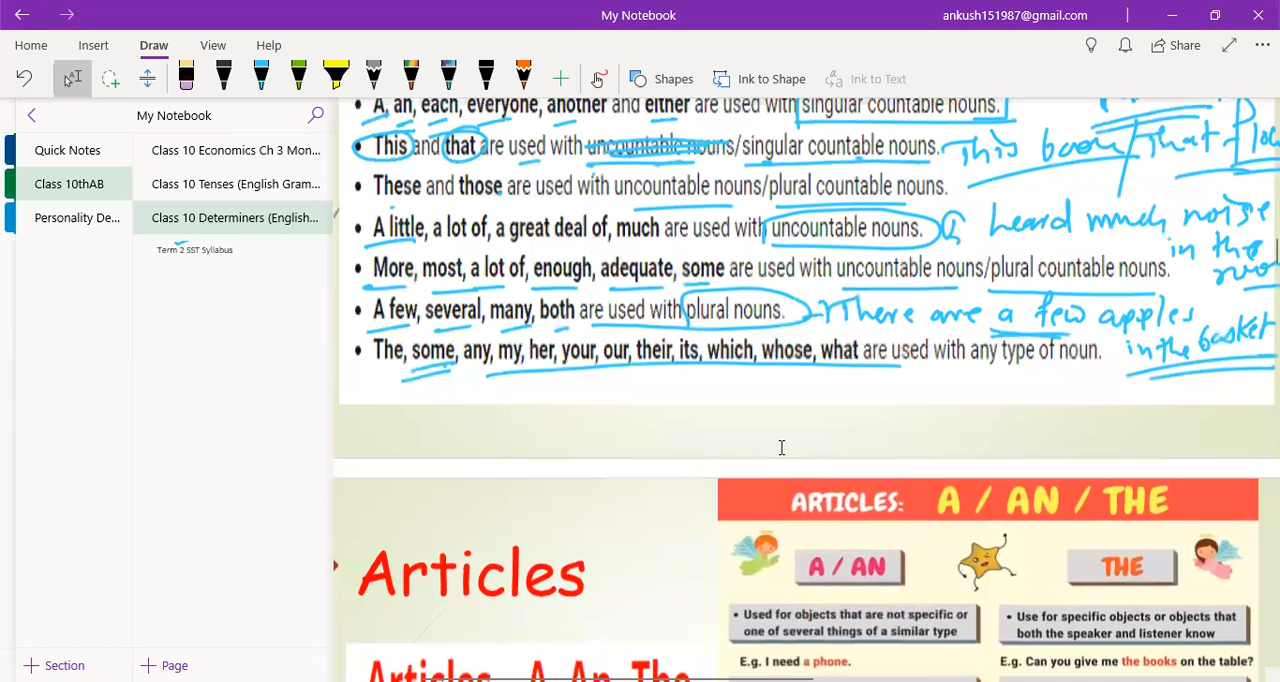 My Notebook
ankush151987@gmail.com
Home Insert Draw View Help
Share
Shapes
Ink to Shape
Ink to Text
My Notebook
Quick Notes
Class 10thAB
Personality De...
Class 10 Economics Ch 3 Mon...
Class 10 Tenses (English Gram...
Class 10 Determiners (English...
Term 2 SST Syllabus
Section
Page
• A, an, each, everyone, another and either are used with singular countable nouns.
• This and that are used with uncountable nouns/singular countable nouns. This book/that
• These and those are used with uncountable nouns/plural countable nouns.
• A little, a lot of, a great deal of, much are used with uncountable nouns. heard much noise
in the
• More, most, a lot of, enough, adequate, some are used with uncountable nouns/plural countable nouns.
• A few, several, many, both are used with plural nouns. There are a few apples
in the basket
• The, some, any, my, her, your, our, their, its, which, whose, what are used with any type of noun.
Articles
Articles A An The
ARTICLES: A / AN / THE
A / AN
• Used for objects that are not specific or
one of several things of a similar type
E.g. I need a phone.
THE
• Use for specific objects or objects that
both the speaker and listener know
E.g. Can you give me the books on the table?